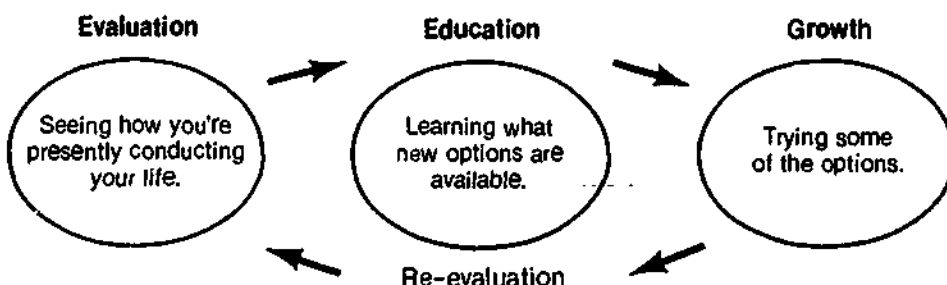 Evaluation
Education
Growth
Seeing how you're
presently conducting
your life.
Learning what
new options are
available.
Trying some
of the options.
Re-evaluation